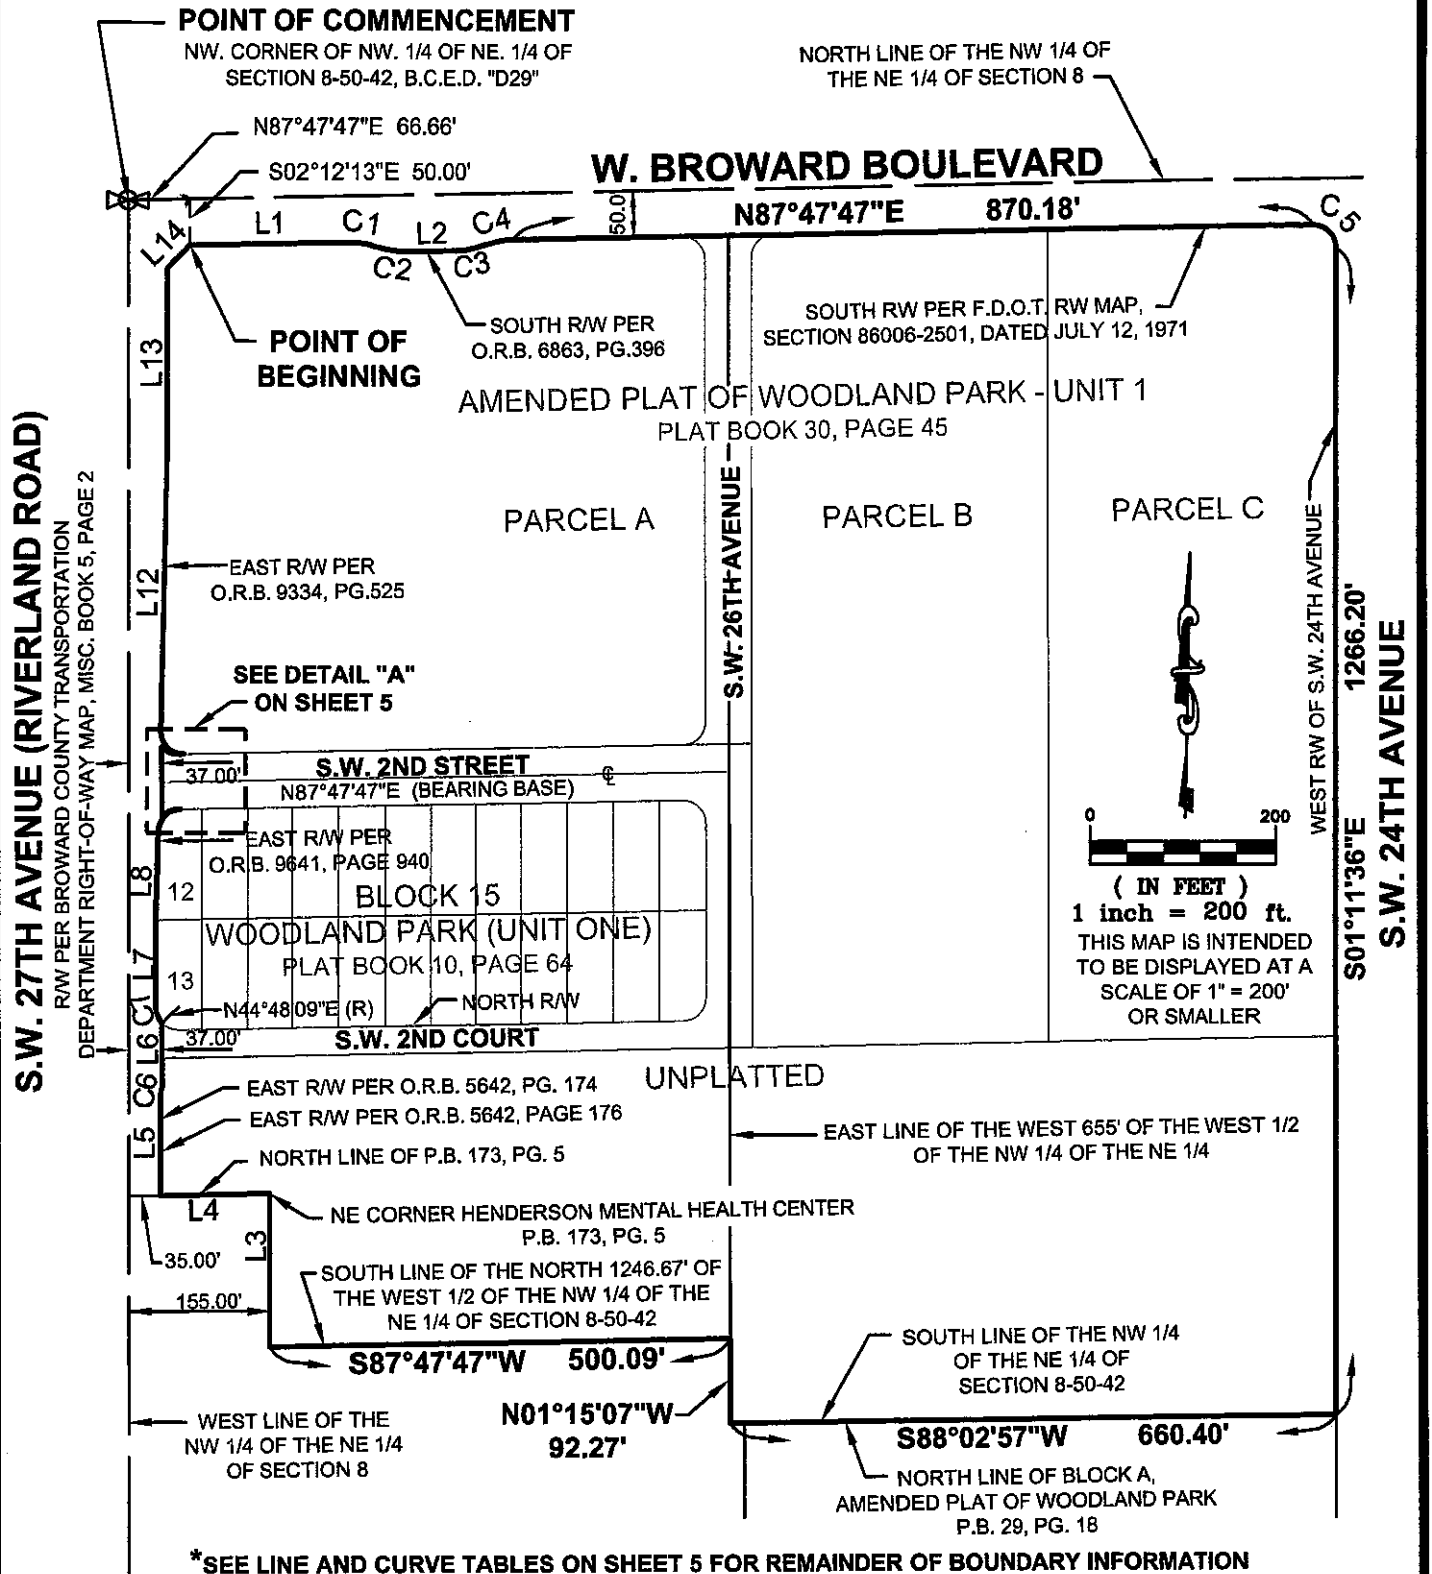 POINT OF COMMENCEMENT
NW. CORNER OF NW. 1/4 OF NE. 1/4 OF
SECTION 8-50-42, B.C.E.D. "D29"
NORTH LINE OF THE NW 1/4 OF
THE NE 1/4 OF SECTION 8
N87°47'47"E 66.66'
S02°12'13"E 50.00'
W. BROWARD BOULEVARD
L14
L1
C1
L2
C4
C2
C3
50.0
N87°47'47"E 870.18'
C5
POINT OF
BEGINNING
SOUTH R/W PER
O.R.B. 6863, PG.396
SOUTH RW PER F.D.O.T. RW MAP,
SECTION 86006-2501, DATED JULY 12, 1971
AMENDED PLAT OF WOODLAND PARK - UNIT 1
PLAT BOOK 30, PAGE 45
L13
PARCEL A
PARCEL B
PARCEL C
S.W. 27TH AVENUE (RIVERLAND ROAD)
R/W PER BROWARD COUNTY TRANSPORTATION
DEPARTMENT RIGHT-OF-WAY MAP, MISC. BOOK 5, PAGE 2
L12
EAST R/W PER
O.R.B. 9334, PG.525
S.W. 26TH AVENUE
WEST RW OF S.W. 24TH AVENUE
S01°11'36"E 1266.20'
S.W. 24TH AVENUE
SEE DETAIL "A"
ON SHEET 5
37.00'
S.W. 2ND STREET
N87°47'47"E (BEARING BASE)
℄
EAST R/W PER
O.R.B. 9641, PAGE 940
L8
12
BLOCK 15
WOODLAND PARK (UNIT ONE)
PLAT BOOK 10, PAGE 64
L7
13
N44°48'09"E (R)
NORTH R/W
S.W. 2ND COURT
37.00'
L6
0
200
( IN FEET )
1 inch = 200 ft.
THIS MAP IS INTENDED
TO BE DISPLAYED AT A
SCALE OF 1" = 200'
OR SMALLER
C6
UNPLATTED
EAST R/W PER O.R.B. 5642, PG. 174
EAST R/W PER O.R.B. 5642, PAGE 176
L5
NORTH LINE OF P.B. 173, PG. 5
EAST LINE OF THE WEST 655' OF THE WEST 1/2
OF THE NW 1/4 OF THE NE 1/4
L4
L3
NE CORNER HENDERSON MENTAL HEALTH CENTER
P.B. 173, PG. 5
35.00'
155.00'
SOUTH LINE OF THE NORTH 1246.67' OF
THE WEST 1/2 OF THE NW 1/4 OF THE
NE 1/4 OF SECTION 8-50-42
S87°47'47"W 500.09'
SOUTH LINE OF THE NW 1/4
OF THE NE 1/4 OF
SECTION 8-50-42
WEST LINE OF THE
NW 1/4 OF THE NE 1/4
OF SECTION 8
N01°15'07"W
92.27'
S88°02'57"W 660.40'
NORTH LINE OF BLOCK A,
AMENDED PLAT OF WOODLAND PARK
P.B. 29, PG. 18
*SEE LINE AND CURVE TABLES ON SHEET 5 FOR REMAINDER OF BOUNDARY INFORMATION